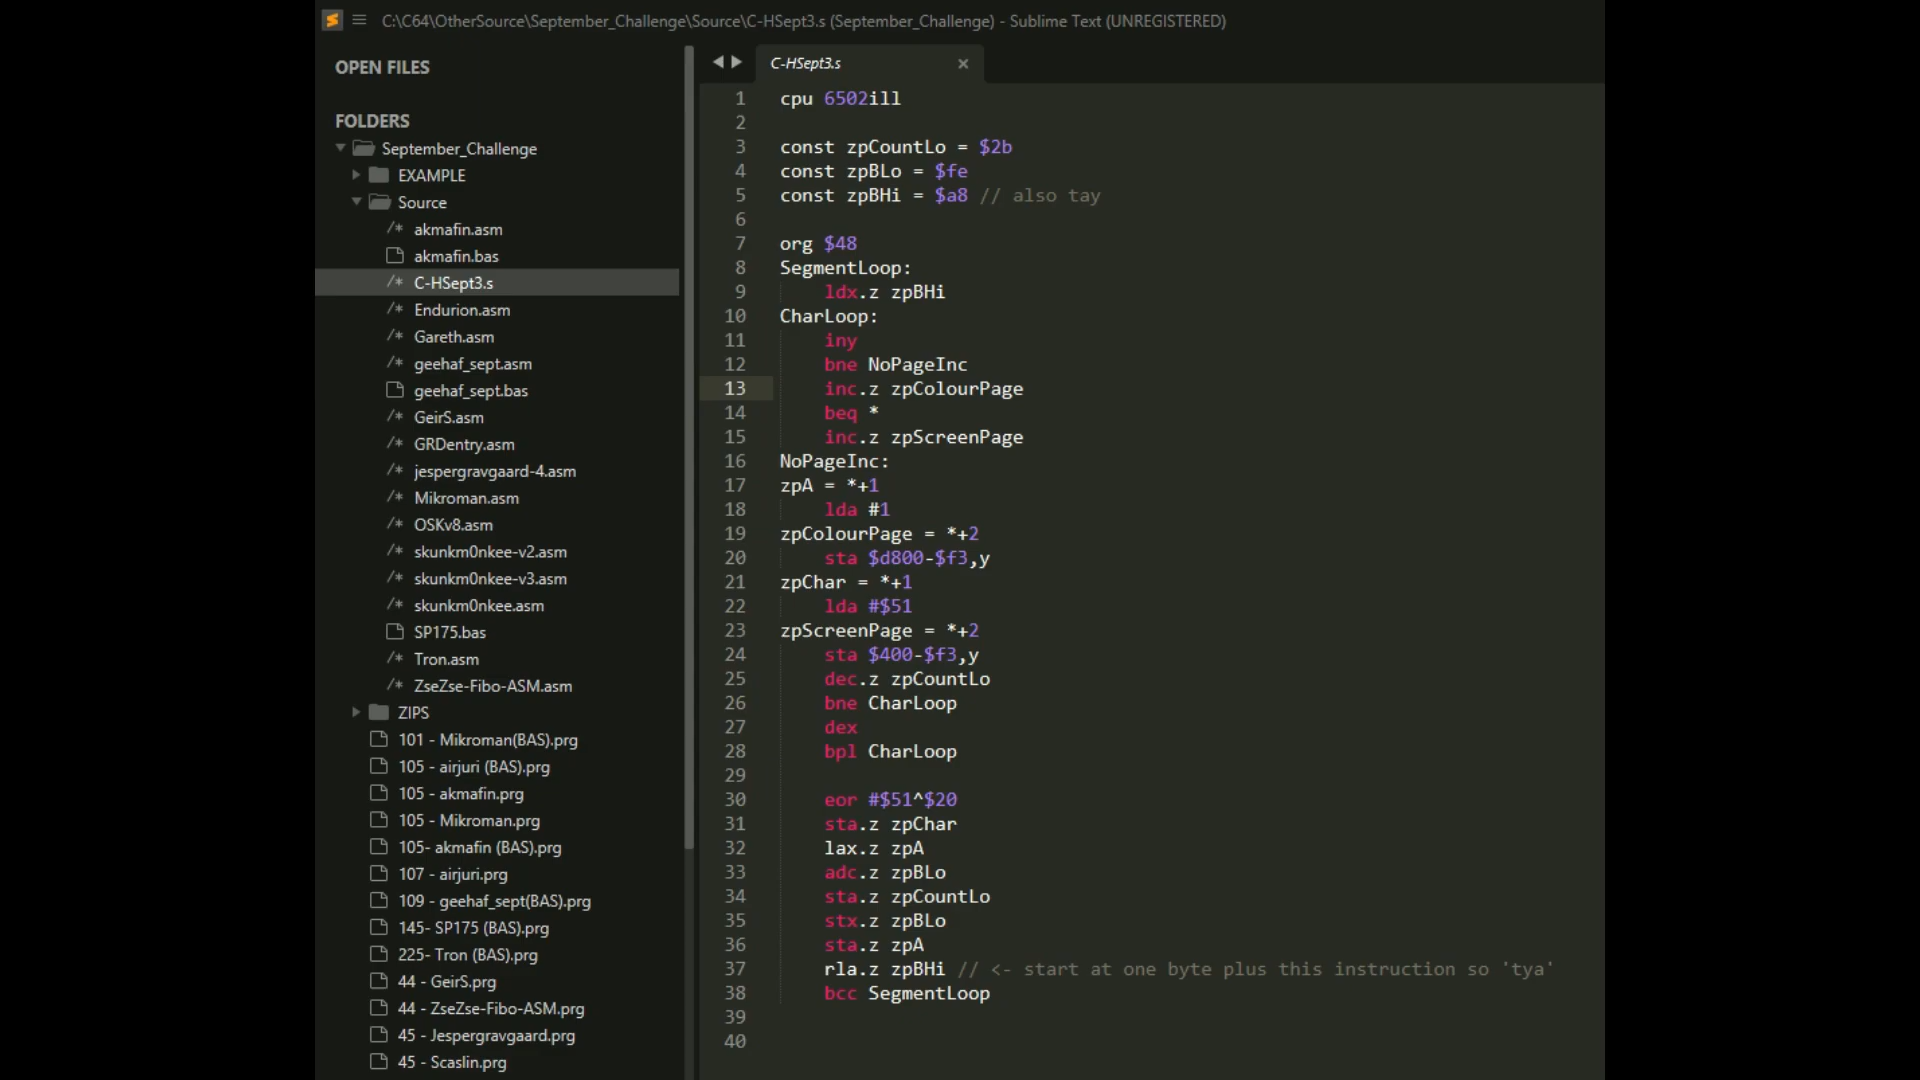 C:\C64\OtherSource\September_Challenge\Source\C-HSept3.s (September_Challenge) - Sublime Text (UNREGISTERED)
OPEN FILES
FOLDERS
September_Challenge
EXAMPLE
Source
/* akmafin.asm
akmafin.bas
/* C-HSept3.s
/* Endurion.asm
/* Gareth.asm
/* geehaf_sept.asm
geehaf_sept.bas
/* GeirS.asm
/* GRDentry.asm
/* jespergravgaard-4.asm
/* Mikroman.asm
/* OSKv8.asm
/* skunkm0nkee-v2.asm
/* skunkm0nkee-v3.asm
/* skunkm0nkee.asm
SP175.bas
/* Tron.asm
/* ZseZse-Fibo-ASM.asm
ZIPS
101 - Mikroman(BAS).prg
105 - airjuri (BAS).prg
105 - akmafin.prg
105 - Mikroman.prg
105- akmafin (BAS).prg
107 - airjuri.prg
109 - geehaf_sept(BAS).prg
145- SP175 (BAS).prg
225- Tron (BAS).prg
44 - GeirS.prg
44 - ZseZse-Fibo-ASM.prg
45 - Jespergravgaard.prg
45 - Scaslin.prg
C-HSept3.s
1 cpu 6502ill
2
3 const zpCountLo = $2b
4 const zpBLo = $fe
5 const zpBHi = $a8 // also tay
6
7 org $48
8 SegmentLoop:
9 ldx.z zpBHi
10 CharLoop:
11 iny
12 bne NoPageInc
13 inc.z zpColourPage
14 beq *
15 inc.z zpScreenPage
16 NoPageInc:
17 zpA = *+1
18 lda #1
19 zpColourPage = *+2
20 sta $d800-$f3,y
21 zpChar = *+1
22 lda #$51
23 zpScreenPage = *+2
24 sta $400-$f3,y
25 dec.z zpCountLo
26 bne CharLoop
27 dex
28 bpl CharLoop
29
30 eor #$51^$20
31 sta.z zpChar
32 lax.z zpA
33 adc.z zpBLo
34 sta.z zpCountLo
35 stx.z zpBLo
36 sta.z zpA
37 rla.z zpBHi // <- start at one byte plus this instruction so 'tya'
38 bcc SegmentLoop
39
40